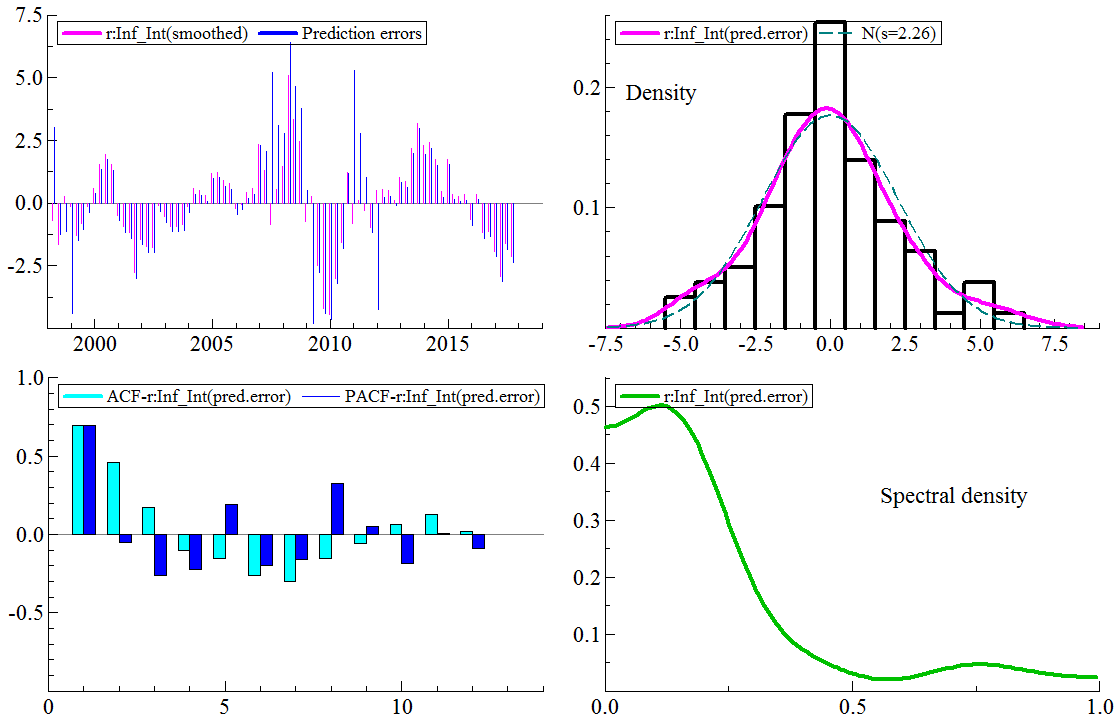 7.5
r:Inf_Int(smoothed) Prediction errors
5.0
2.5
0.0
-2.5
2000 2005 2010 2015
r:Inf_Int(pred.error) N(s=2.26)
0.2
Density
0.1
-7.5 -5.0 -2.5 0.0 2.5 5.0 7.5
1.0
ACF-r:Inf_Int(pred.error) PACF-r:Inf_Int(pred.error)
0.5
0.0
-0.5
0 5 10
r:Inf_Int(pred.error)
0.5
0.4
Spectral density
0.3
0.2
0.1
0.0 0.5 1.0